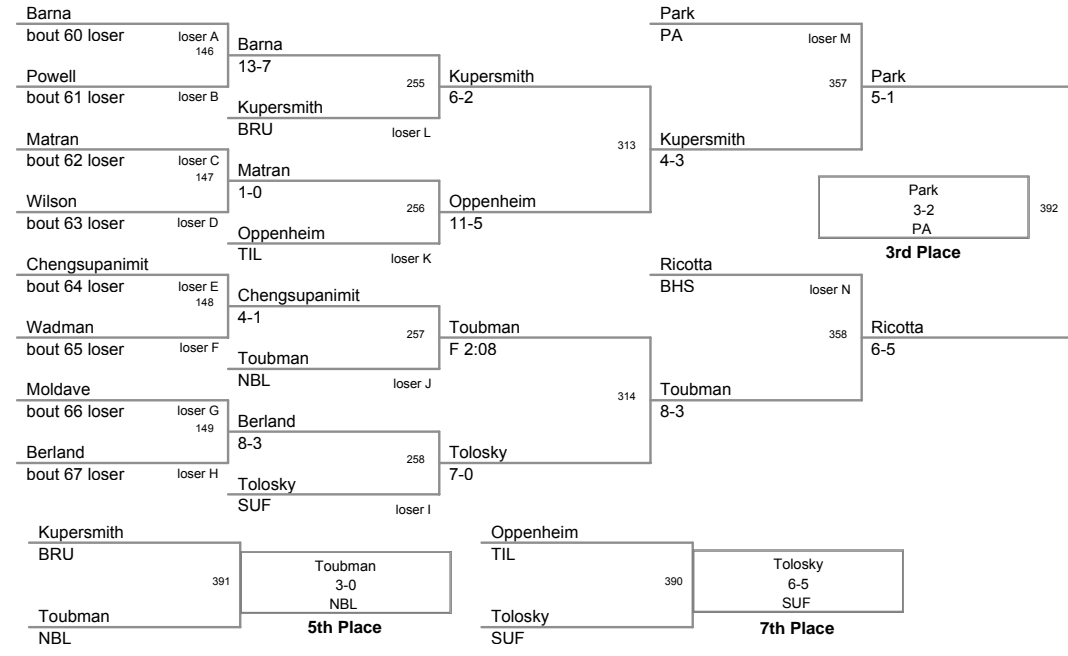 Barna
bout 60 loser
loser A
146
Powell
bout 61 loser
loser B
Matran
bout 62 loser
loser C
147
Wilson
bout 63 loser
loser D
Chengsupanimit
bout 64 loser
loser E
148
Wadman
bout 65 loser
loser F
Moldave
bout 66 loser
loser G
149
Berland
bout 67 loser
loser H
Barna
13-7
255
Kupersmith
BRU
loser L
Matran
1-0
256
Oppenheim
TIL
loser K
Chengsupanimit
4-1
257
Toubman
NBL
loser J
Berland
8-3
258
Tolosky
SUF
loser I
Kupersmith
6-2
313
Oppenheim
11-5
Toubman
F 2:08
314
Tolosky
7-0
Park
PA
loser M
357
Kupersmith
4-3
Ricotta
BHS
loser N
358
Toubman
8-3
Park
5-1
Park
3-2
PA
392
3rd Place
Ricotta
6-5
Kupersmith
BRU
391
Toubman
NBL
Toubman
3-0
NBL
5th Place
Oppenheim
TIL
390
Tolosky
SUF
Tolosky
6-5
SUF
7th Place